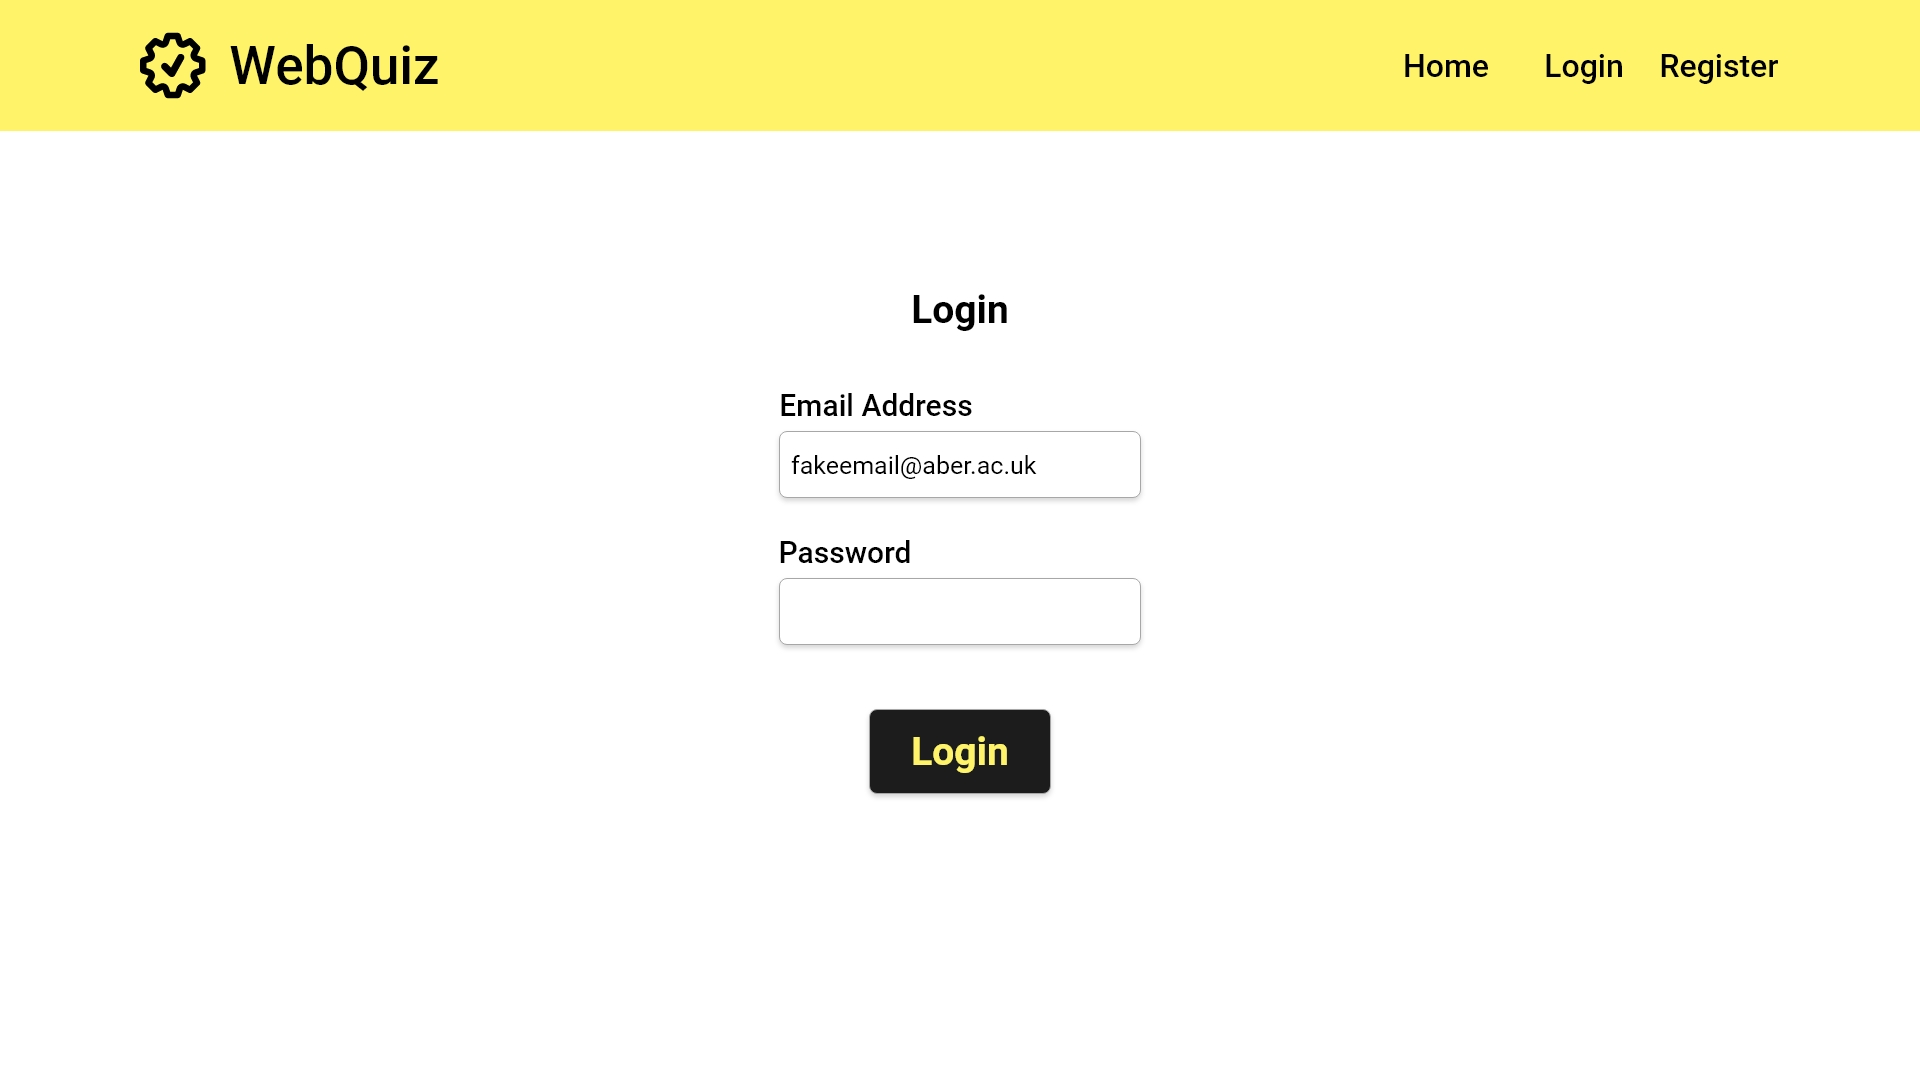 WebQuiz
Home Login Register
Login
Email Address
fakeemail@aber.ac.uk
Password
Login